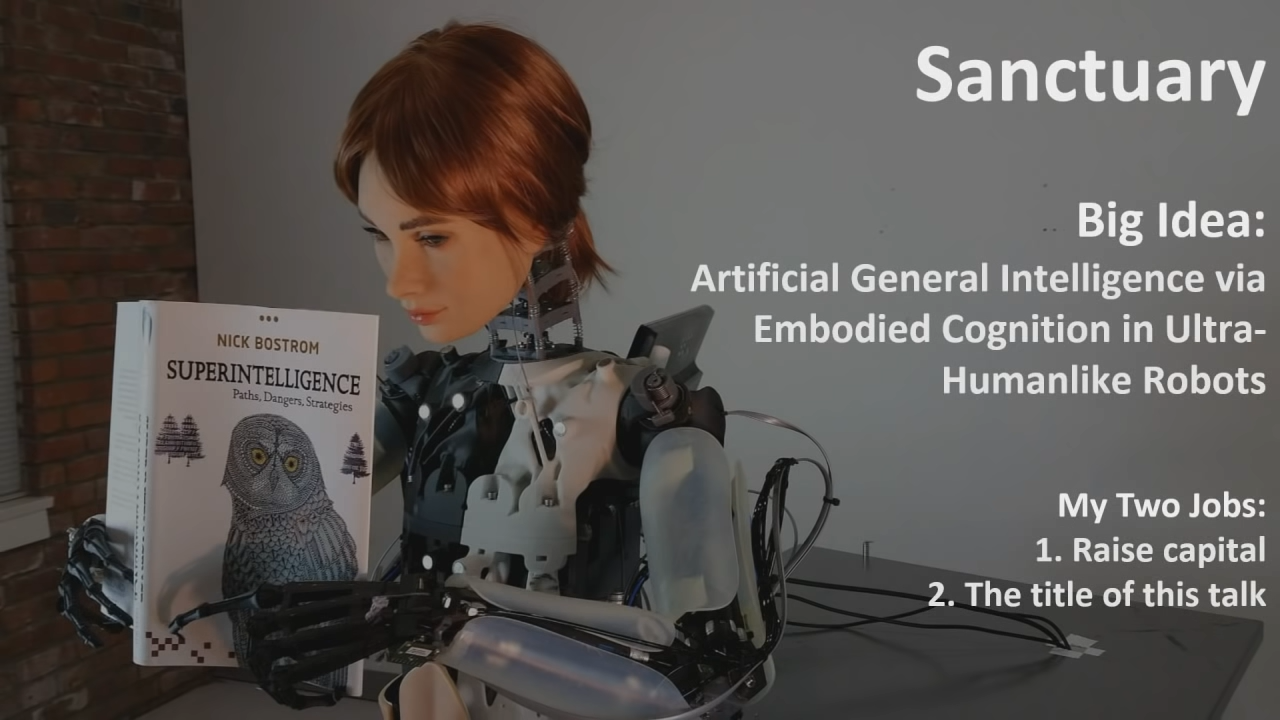 Sanctuary
Big Idea:
Artificial General Intelligence via
Embodied Cognition in Ultra-
Humanlike Robots
My Two Jobs:
1. Raise capital
2. The title of this talk
NICK BOSTROM
SUPERINTELLIGENCE
Paths, Dangers, Strategies